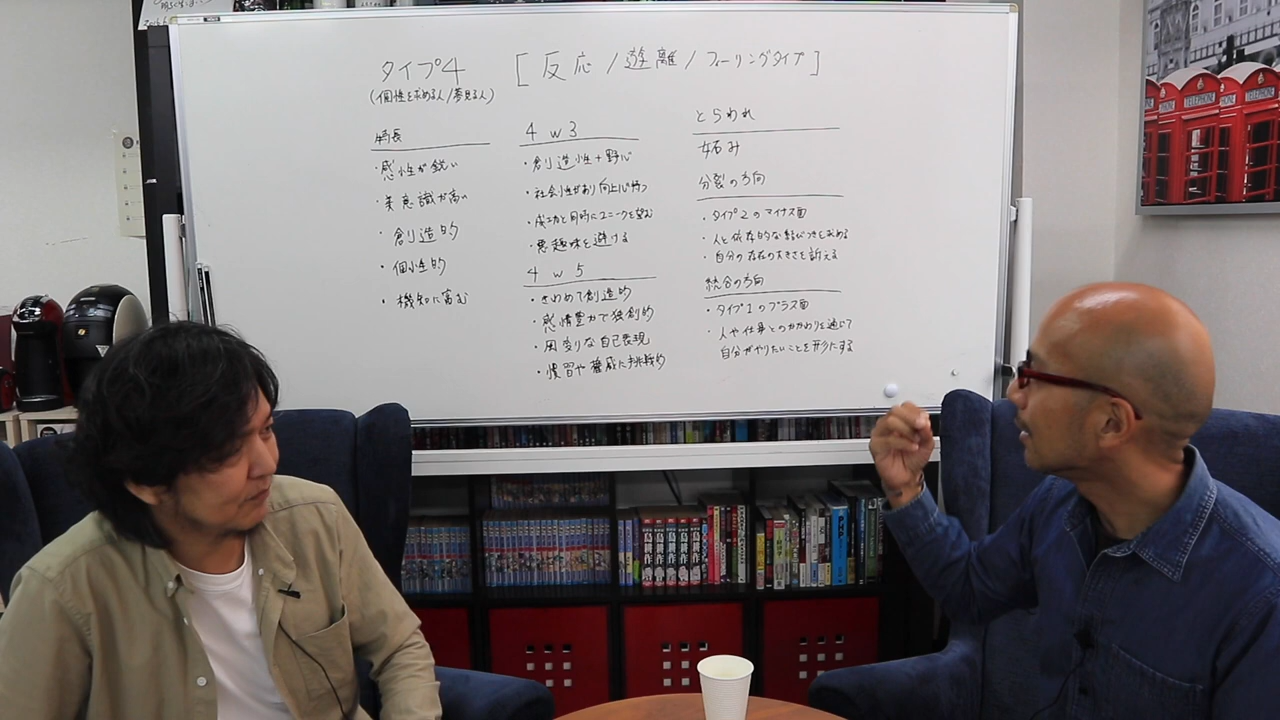 タイプ4 [反応/遊離/フィーリングタイプ]
(個性を求める人/夢見る人)
特長
・感性が鋭い
・美意識が高い
・創造的
・個性的
・機知に富む
4 w 3
・創造性+野心
・社会性があり向上心持つ
・成功と同時にユニークを望む
・悪趣味を避ける
4 w 5
・きわめて創造的
・感情豊かで独創的
・風変りな自己表現
・慣習や権威に挑戦的
とらわれ
妬み
分裂の方向
・タイプ2のマイナス面
・人と依存的な結びつきを求める
・自分の存在の大きさを訴える
統合の方向
・タイプ1のプラス面
・人や仕事とのかかわりを通じて
自分がやりたいことを形にする
TELEPHONE
TELEPHONE